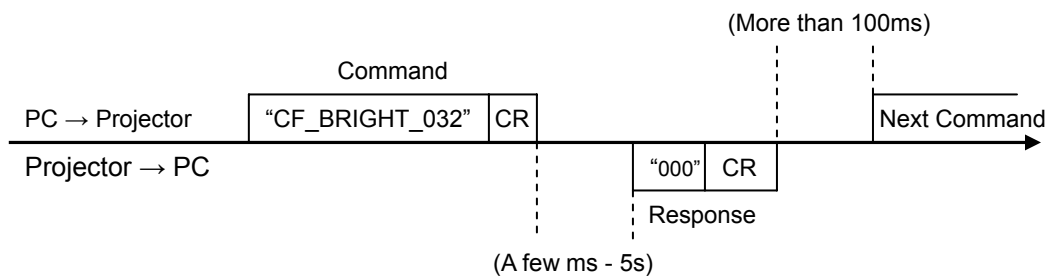 (More than 100ms)
Command
PC → Projector
“CF_BRIGHT_032”
CR
Next Command
Projector → PC
“000”
CR
Response
(A few ms - 5s)